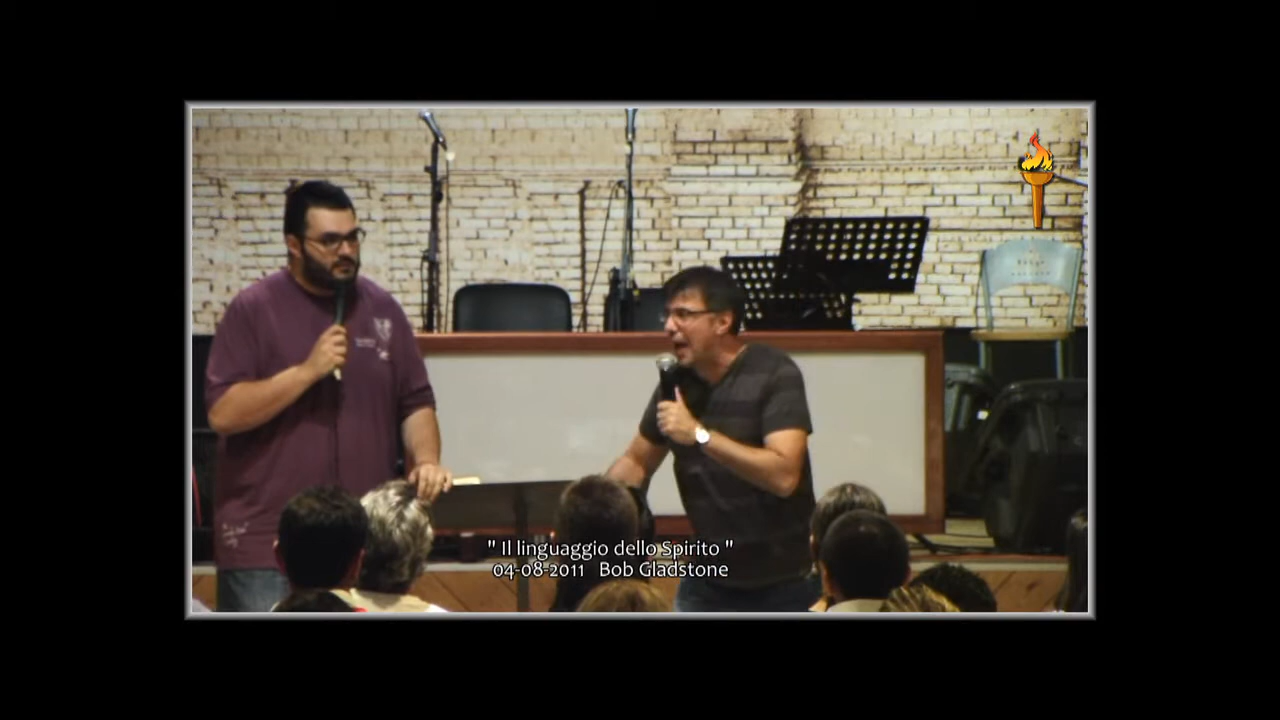 " Il linguaggio dello Spirito "
04-08-2011 Bob Gladstone